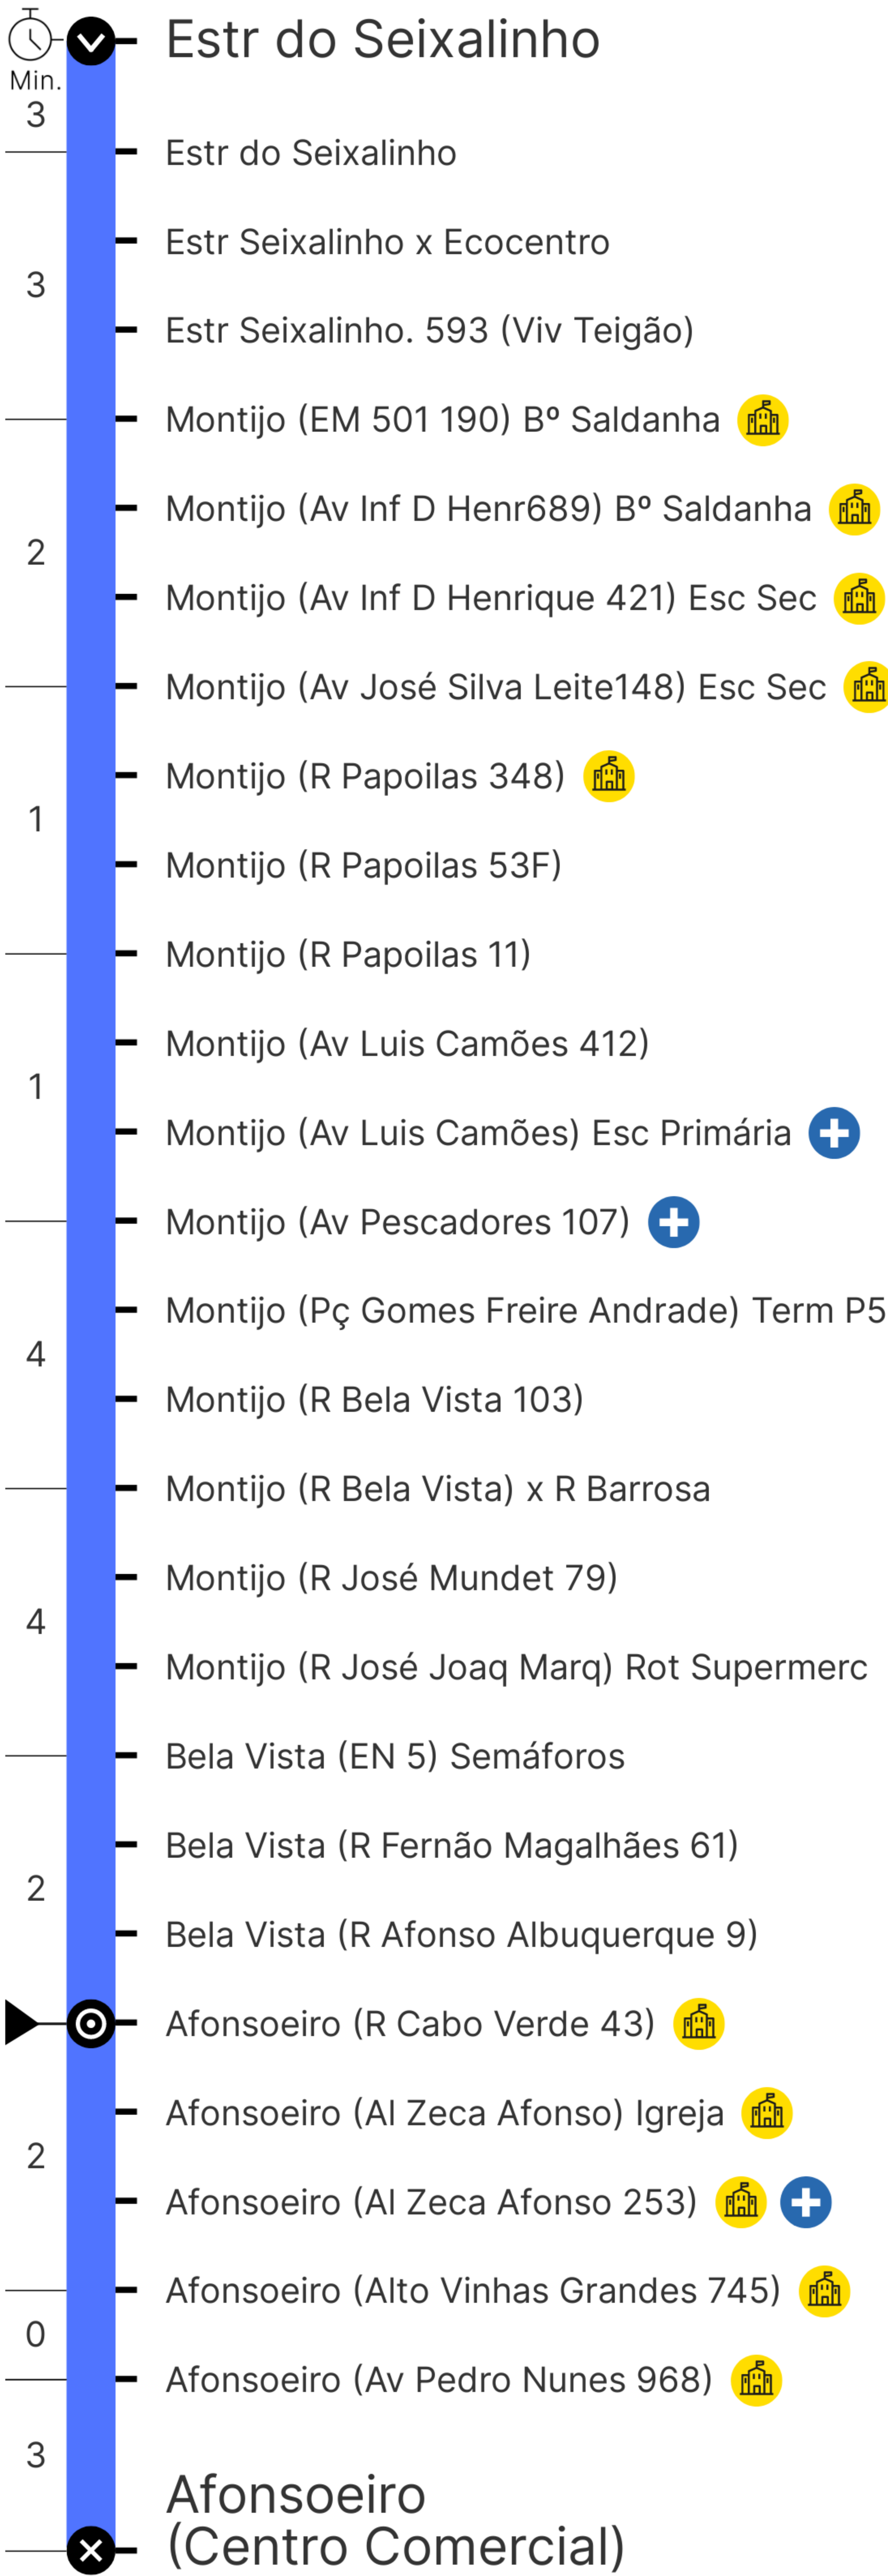 Estr do Seixalinho
Min.
3
Estr do Seixalinho
Estr Seixalinho x Ecocentro
3
Estr Seixalinho. 593 (Viv Teigão)
Montijo (EM 501 190) Bº Saldanha
Montijo (Av Inf D Henr689) Bº Saldanha
2
Montijo (Av Inf D Henrique 421) Esc Sec
Montijo (Av José Silva Leite148) Esc Sec
Montijo (R Papoilas 348)
1
Montijo (R Papoilas 53F)
Montijo (R Papoilas 11)
Montijo (Av Luis Camões 412)
1
Montijo (Av Luis Camões) Esc Primária
Montijo (Av Pescadores 107)
Montijo (Pç Gomes Freire Andrade) Term P5
4
Montijo (R Bela Vista 103)
Montijo (R Bela Vista) x R Barrosa
Montijo (R José Mundet 79)
4
Montijo (R José Joaq Marq) Rot Supermerc
Bela Vista (EN 5) Semáforos
Bela Vista (R Fernão Magalhães 61)
2
Bela Vista (R Afonso Albuquerque 9)
Afonsoeiro (R Cabo Verde 43)
Afonsoeiro (Al Zeca Afonso) Igreja
2
Afonsoeiro (Al Zeca Afonso 253)
Afonsoeiro (Alto Vinhas Grandes 745)
0
Afonsoeiro (Av Pedro Nunes 968)
3
Afonsoeiro
(Centro Comercial)